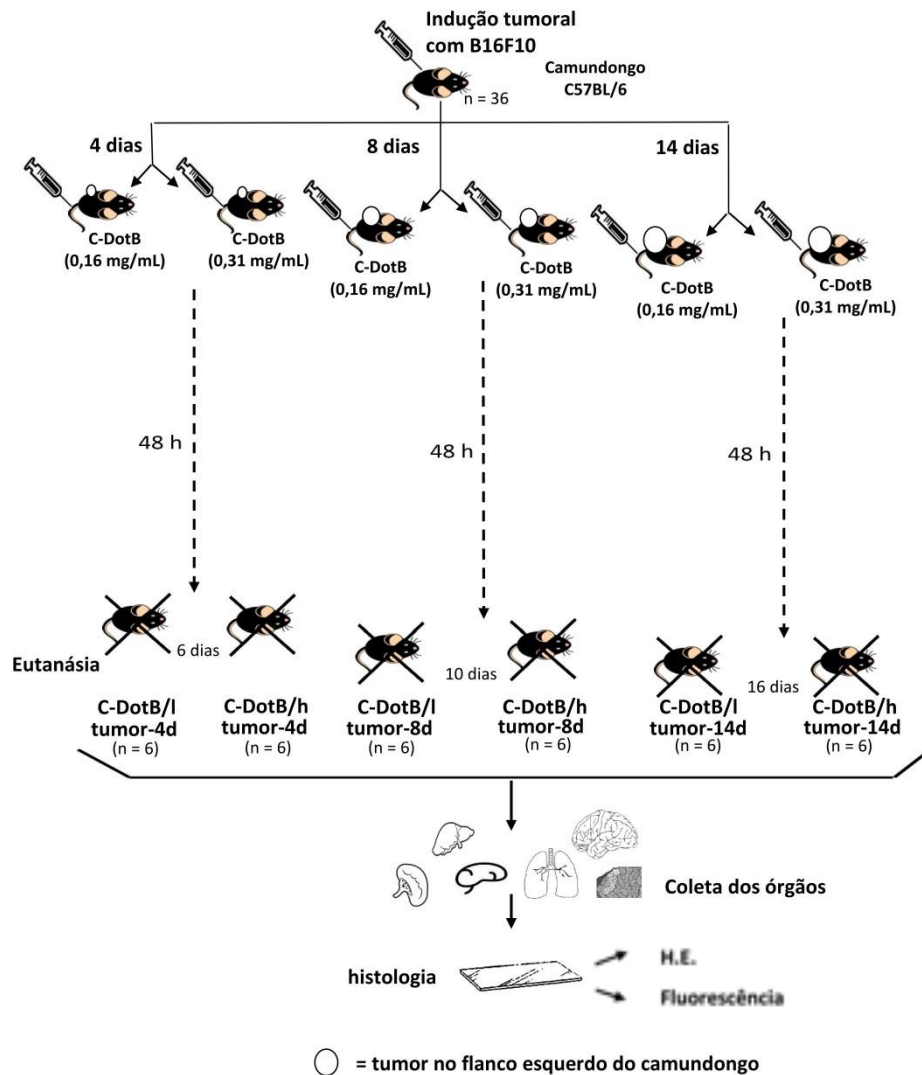 Indução tumoral
com B16F10
Camundongo
C57BL/6
n = 36
4 dias
8 dias
14 dias
C-DotB
(0,16 mg/mL)
C-DotB
(0,31 mg/mL)
C-DotB
(0,16 mg/mL)
C-DotB
(0,31 mg/mL)
C-DotB
(0,16 mg/mL)
C-DotB
(0,31 mg/mL)
48 h
48 h
48 h
Eutanásia
6 dias
10 dias
16 dias
C-DotB/l
tumor-4d
(n = 6)
C-DotB/h
tumor-4d
(n = 6)
C-DotB/l
tumor-8d
(n = 6)
C-DotB/h
tumor-8d
(n = 6)
C-DotB/l
tumor-14d
(n = 6)
C-DotB/h
tumor-14d
(n = 6)
Coleta dos órgãos
histologia
H.E.
Fluorescência
= tumor no flanco esquerdo do camundongo